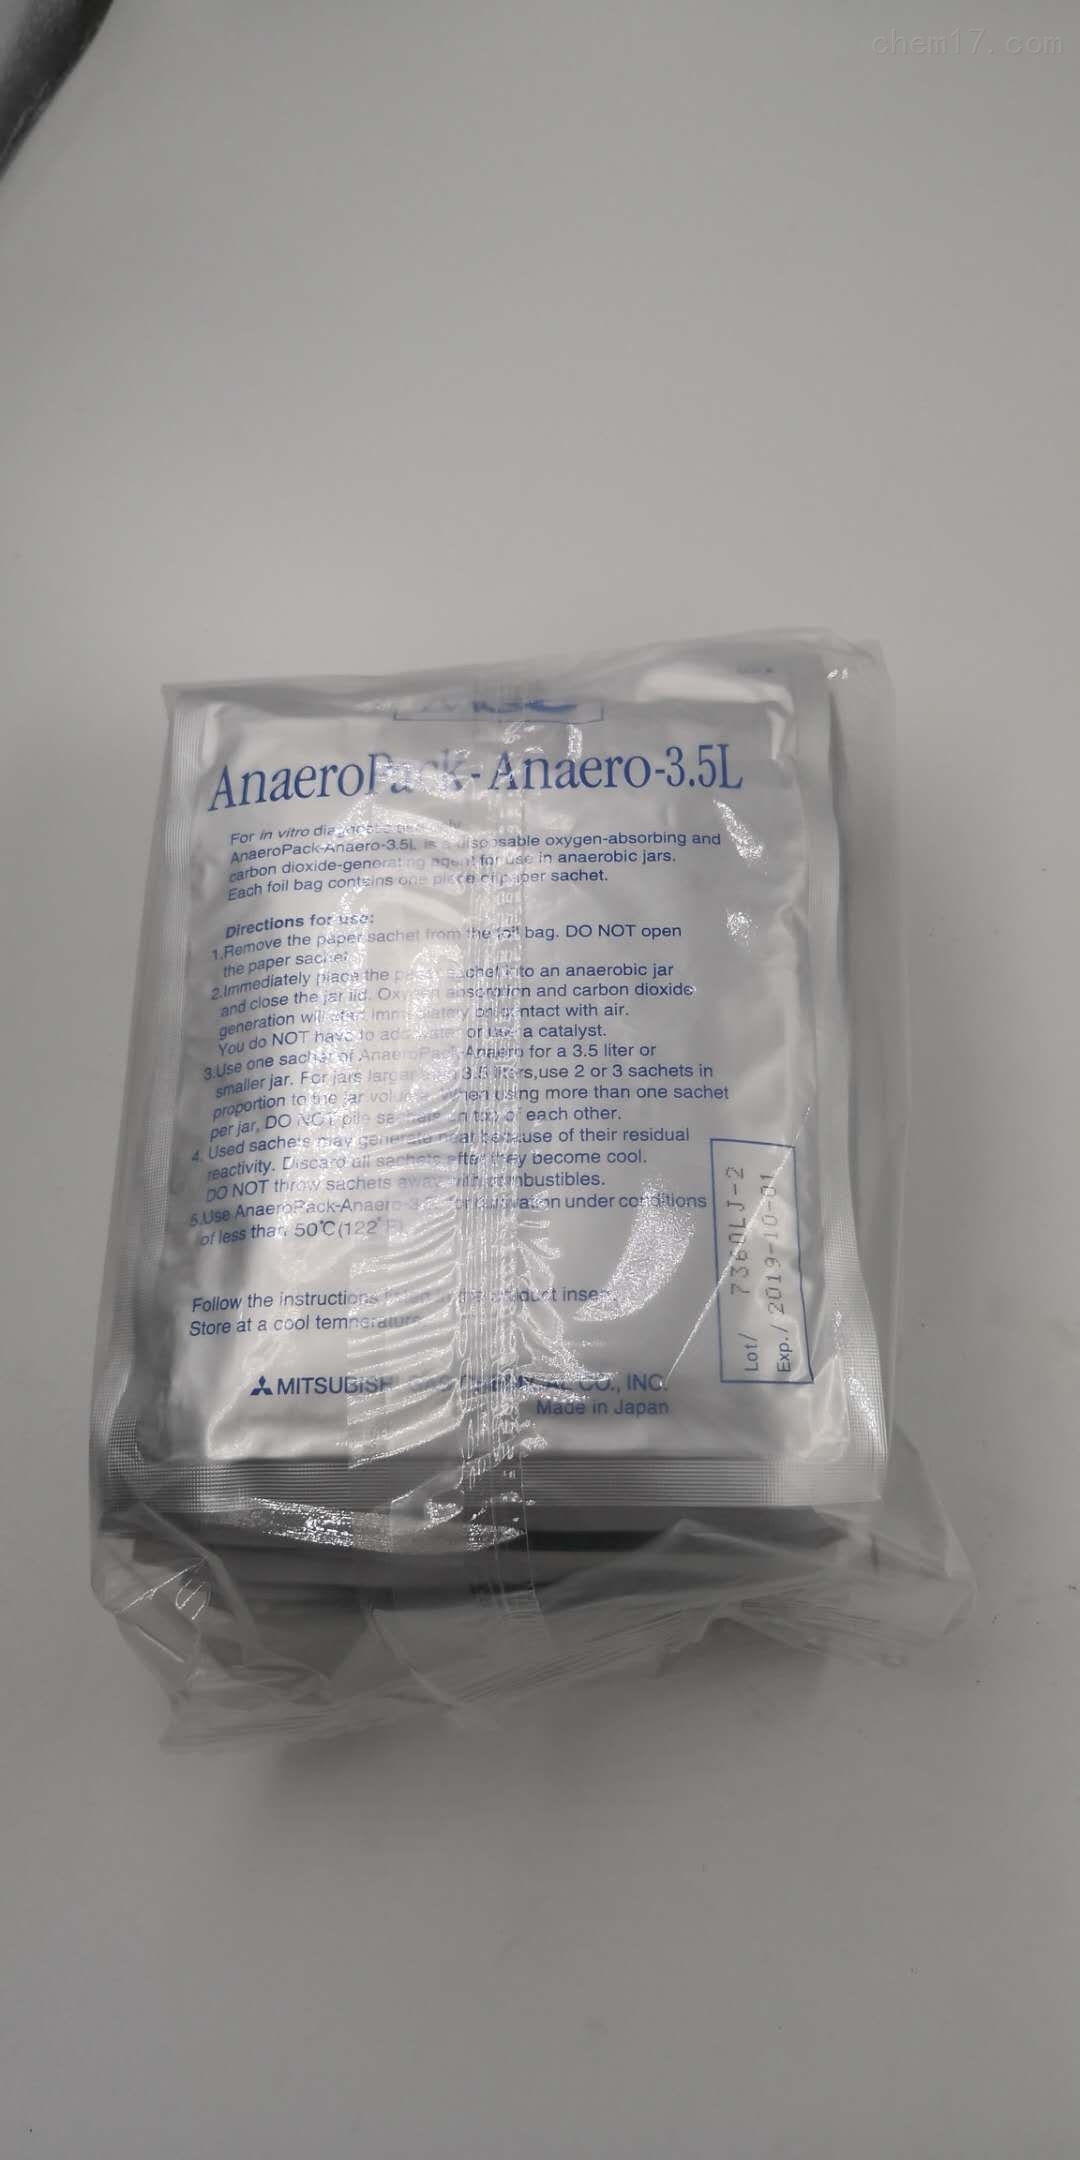 chem17.com
AnaeroPack-Anaero-3.5L
For in vitro diagnostic use only
AnaeroPack-Anaero-3.5L is a disposable oxygen-absorbing and
carbon dioxide-generating agent for use in anaerobic jars.
Each foil bag contains one piece of paper sachet.
Directions for use:
1.Remove the paper sachet from the foil bag. DO NOT open
the paper sachet
2.Immediately place the paper sachet into an anaerobic jar
and close the jar lid. Oxygen absorption and carbon dioxide
generation will start immediately on contact with air.
You do NOT have to add water or use a catalyst.
3.Use one sachet of AnaeroPack-Anaero for a 3.5 liter or
smaller jar. For jars larger than 3.5 liters,use 2 or 3 sachets in
proportion to the jar volume. When using more than one sachet
per jar, DO NOT pile sachets on top of each other.
4. Used sachets may generate heat because of their residual
reactivity. Discard all sachets after they become cool.
DO NOT throw sachets away with combustibles.
5.Use AnaeroPack-Anaero-3.5L for cultivation under conditions
of less than 50°C(122°F).
Follow the instructions product insert
Store at a cool temperature
MITSUBISHI GAS CHEMICAL CO., INC.
Made in Japan
Lot/ 7360LJ-2
Exp./ 2019-10-01